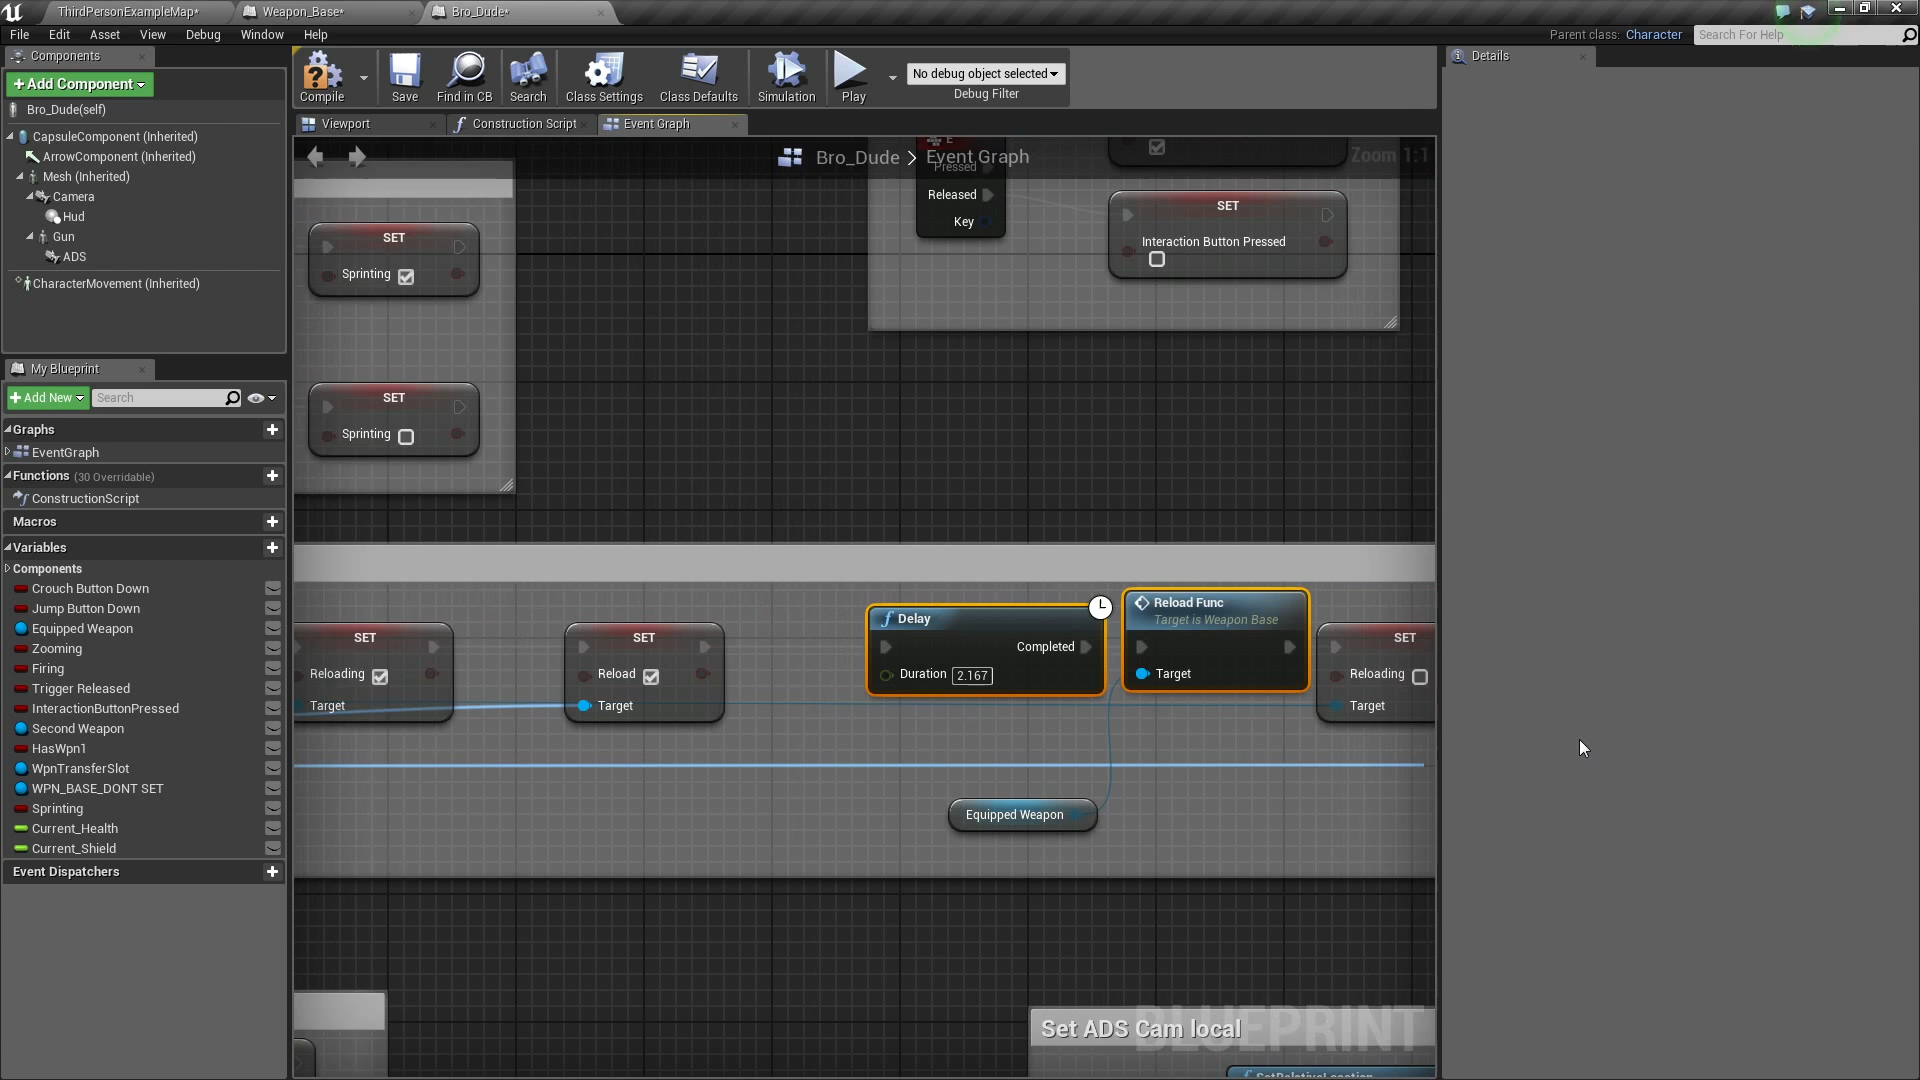 ThirdPersonExampleMap*
Weapon_Base*
Bro_Dude*
File Edit Asset View Debug Window Help
Parent class: Character
Search For Help
Components
Details
+Add Component
Compile
Save
Find in CB
Search
Class Settings
Class Defaults
Simulation
Play
No debug object selected
Debug Filter
Bro_Dude(self)
Viewport
Construction Script
Event Graph
CapsuleComponent (Inherited)
ArrowComponent (Inherited)
Mesh (Inherited)
Camera
Hud
Gun
ADS
CharacterMovement (Inherited)
Bro_Dude > Event Graph
Zoom 1:1
E
Pressed
Released
Key
SET
Interaction Button Pressed
SET
Sprinting
SET
Sprinting
My Blueprint
+Add New
Search
Graphs
EventGraph
Functions (30 Overridable)
ConstructionScript
Macros
Variables
Components
Crouch Button Down
Jump Button Down
Equipped Weapon
Zooming
Firing
Trigger Released
InteractionButtonPressed
Second Weapon
HasWpn1
WpnTransferSlot
WPN_BASE_DONT SET
Sprinting
Current_Health
Current_Shield
Event Dispatchers
SET
Reloading
Target
SET
Reload
Target
Delay
Completed
Duration 2.167
Reload Func
Target is Weapon Base
Target
SET
Reloading
Target
Equipped Weapon
Set ADS Cam local
BLUEPRINT
SetRelativeLocation